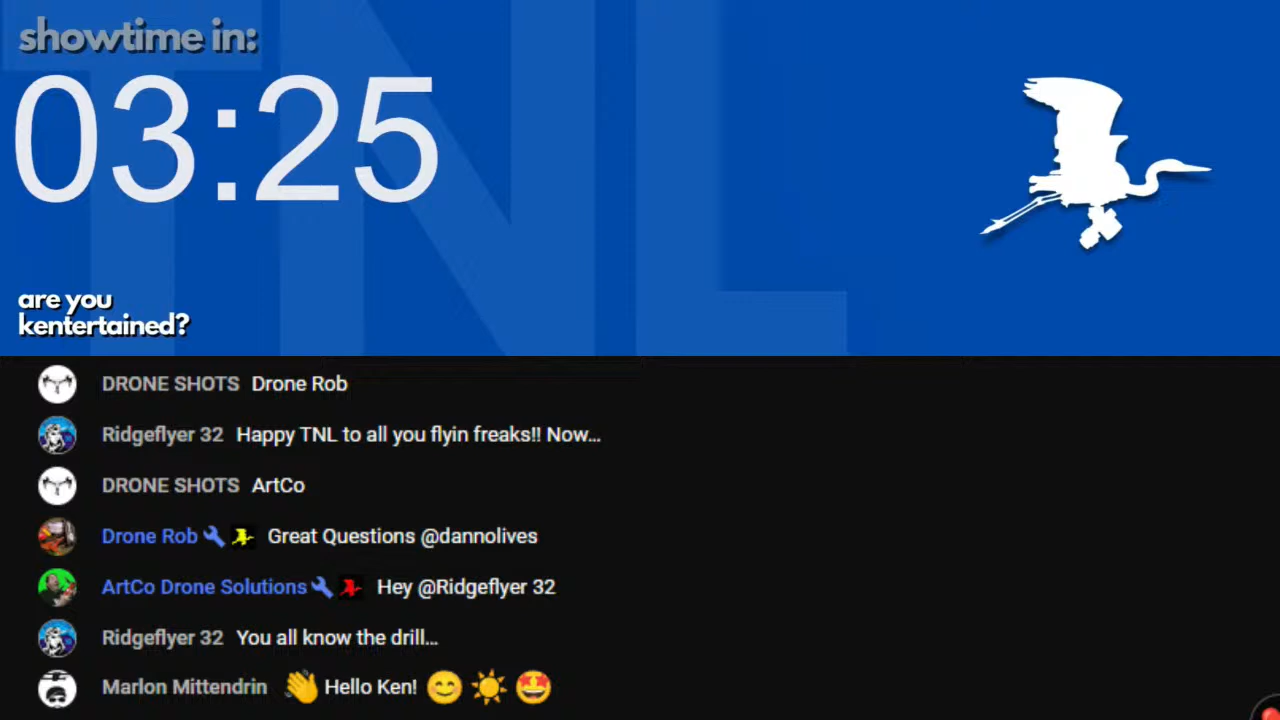 showtime in:
TNL
03:25
are you
kentertained?
DRONE SHOTS Drone Rob
Ridgeflyer 32 Happy TNL to all you flyin freaks!! Now...
DRONE SHOTS ArtCo
Drone Rob🔧 Great Questions @dannolives
ArtCo Drone Solutions🔧 Hey @Ridgeflyer 32
Ridgeflyer 32 You all know the drill...
Marlon Mittendrin 👋 Hello Ken! 😊 ☀️ 🤩